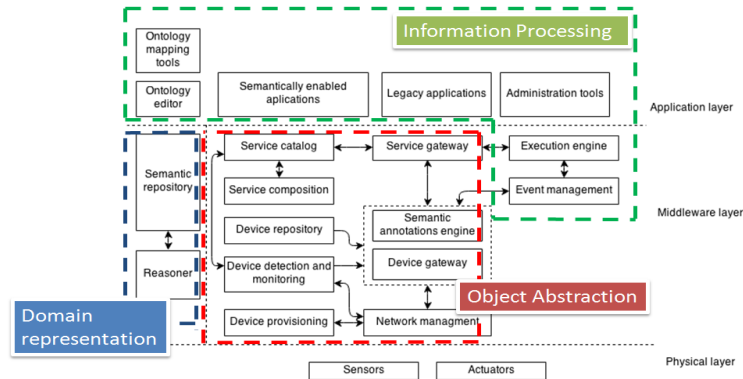 Information Processing
Ontology
mapping
tools
Ontology
editor
Semantically enabled
aplications
Legacy applications
Administration tools
Application layer
Semantic
repository
Reasoner
Service catalog
Service gateway
Execution engine
Service composition
Event management
Middleware layer
Device repository
Semantic
annotations engine
Device detection and
monitoring
Device gateway
Object Abstraction
Domain
representation
Device provisioning
Network managment
Physical layer
Sensors
Actuators